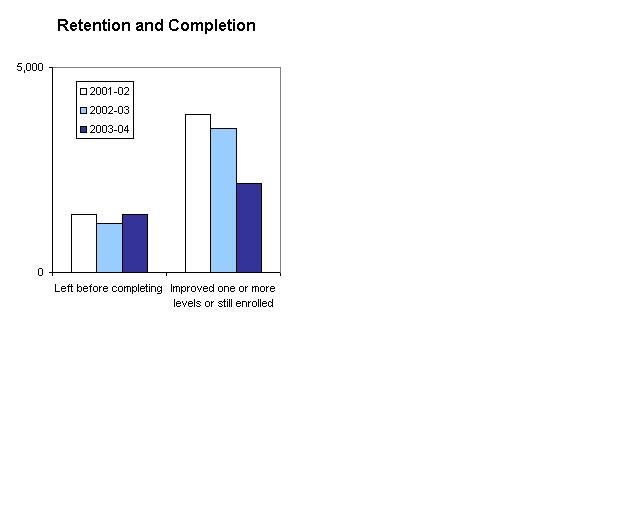 Retention and Completion
5,000
2001-02
2002-03
2003-04
0
Left before completing
Improved one or more
levels or still enrolled